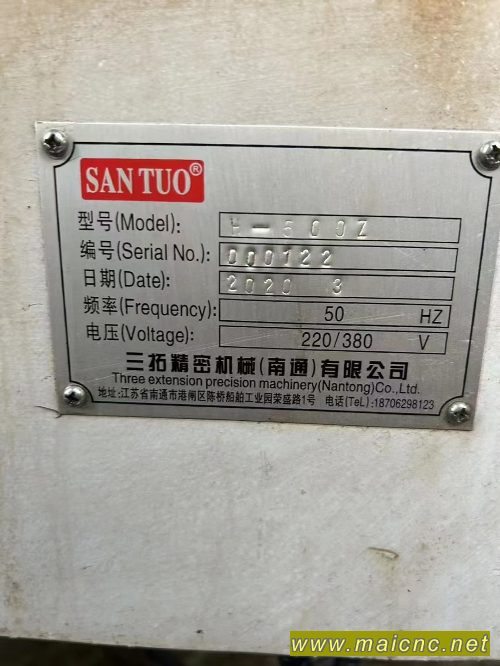 SANTUO®
型号(Model):
编号(Serial No.): 000122
日期(Date): 2020 3
频率(Frequency): 50 HZ
电压(Voltage): 220/380 V
三拓精密机械(南通)有限公司
Three extension precision machinery(Nantong)Co.,Ltd.
地址:江苏省南通市港闸区陈桥船舶工业园荣盛路1号 电话(TeL):18706298123
www.maicnc.net